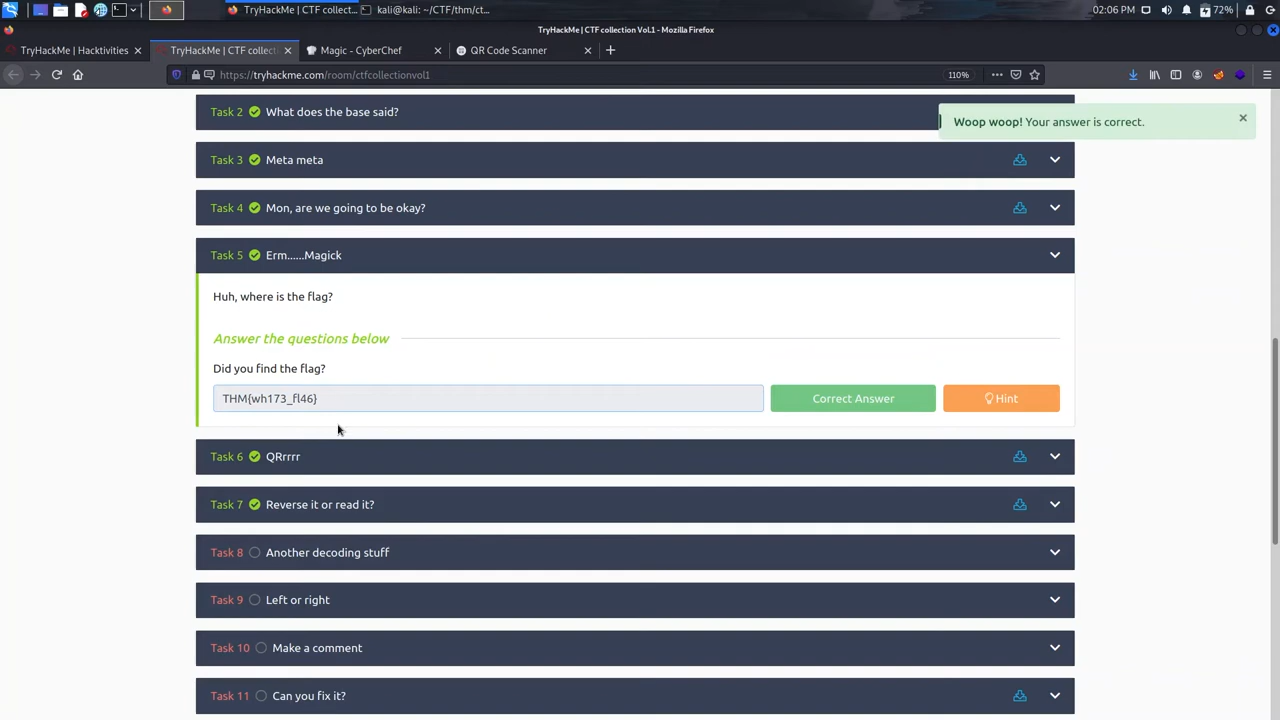 TryHackMe | CTF collect...
kali@kali: ~/CTF/thm/ct...
02:06 PM
72%
TryHackMe | CTF collection Vol.1 - Mozilla Firefox
TryHackMe | Hacktivities
TryHackMe | CTF collecti
Magic - CyberChef
QR Code Scanner
https://tryhackme.com/room/ctfcollectionvol1
110%
Task 2 What does the base said?
Woop woop! Your answer is correct.
Task 3 Meta meta
Task 4 Mon, are we going to be okay?
Task 5 Erm......Magick
Huh, where is the flag?
Answer the questions below
Did you find the flag?
THM{wh173_fl46}
Correct Answer
Hint
Task 6 QRrrrr
Task 7 Reverse it or read it?
Task 8 Another decoding stuff
Task 9 Left or right
Task 10 Make a comment
Task 11 Can you fix it?